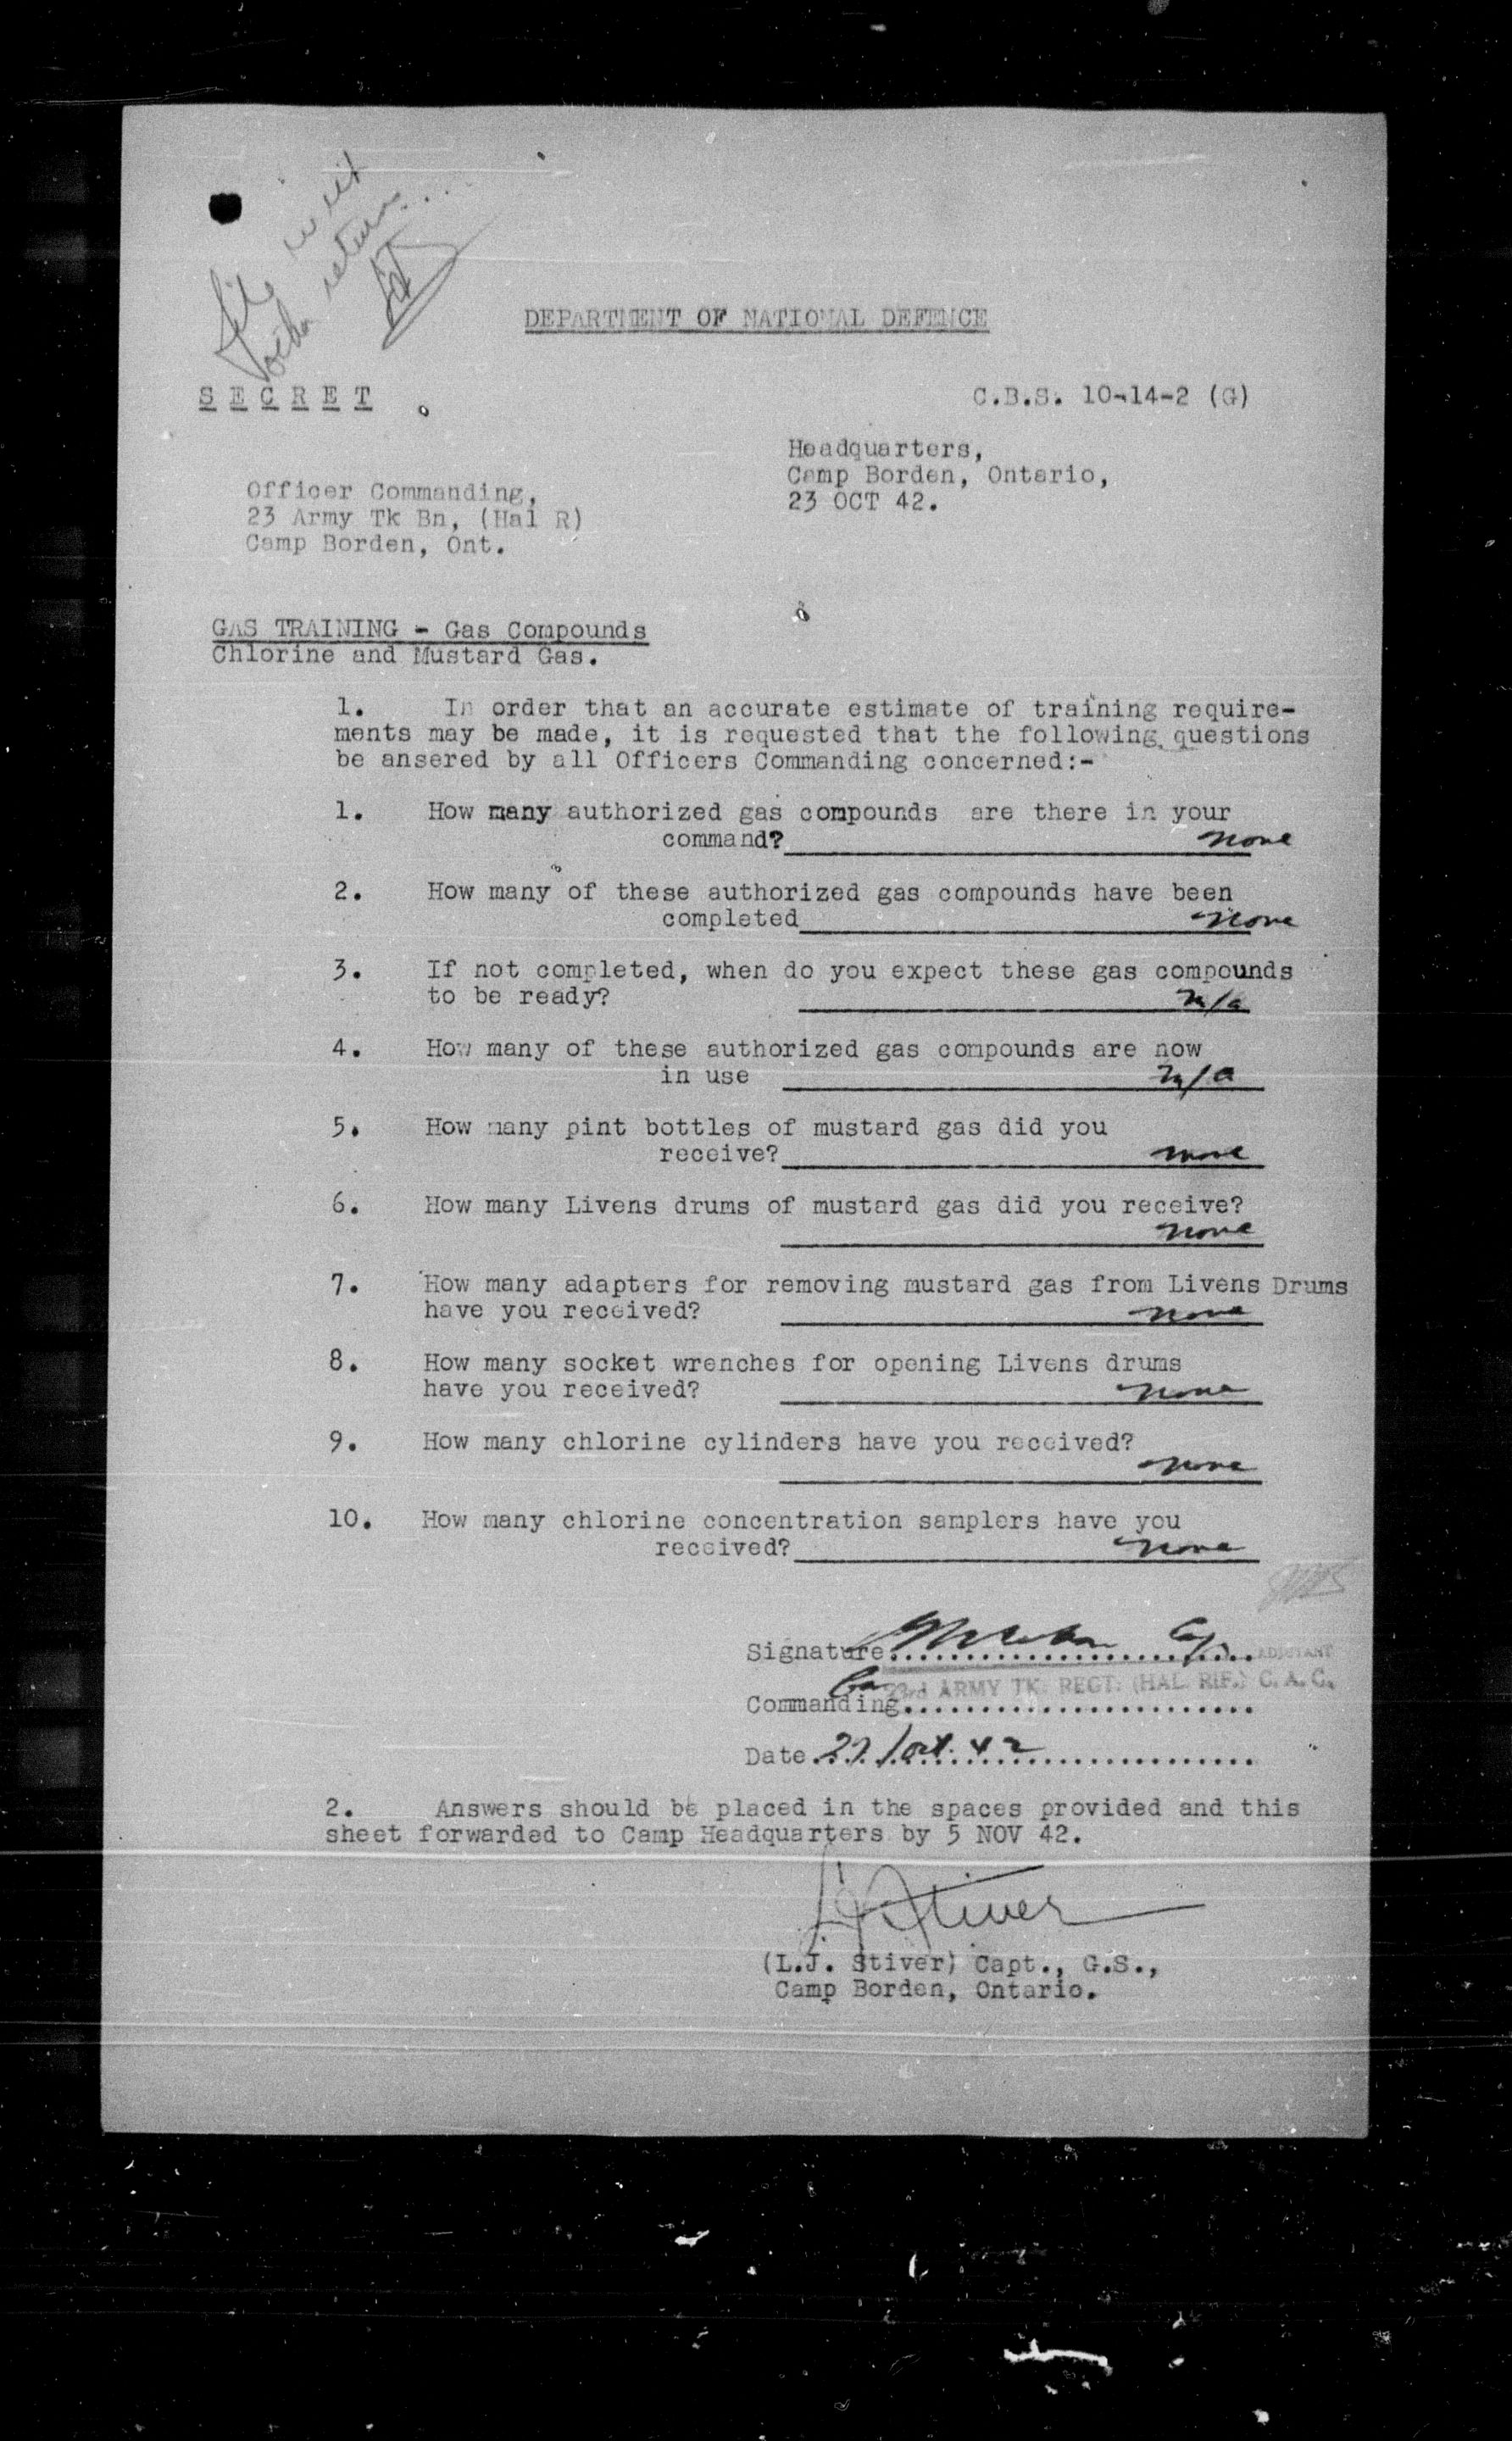 File with
other return
DEPARTMENT OF NATIONAL DEFENCE
S E C R E T
C.B.S. 10-14-2 (G)
Headquarters,
Camp Borden, Ontario,
23 OCT 42.
Officer Commanding,
23 Army Tk Bn, (Hal R)
Camp Borden, Ont.
GAS TRAINING - Gas Compounds
Chlorine and Mustard Gas.
1. In order that an accurate estimate of training require-
ments may be made, it is requested that the following questions
be ansered by all Officers Commanding concerned:-
1. How many authorized gas compounds are there in your
command? none
2. How many of these authorized gas compounds have been
completed none
3. If not completed, when do you expect these gas compounds
to be ready? n/a
4. How many of these authorized gas compounds are now
in use n/a
5. How many pint bottles of mustard gas did you
receive? none
6. How many Livens drums of mustard gas did you receive?
none
7. How many adapters for removing mustard gas from Livens Drums
have you received? none
8. How many socket wrenches for opening Livens drums
have you received? none
9. How many chlorine cylinders have you received?
none
10. How many chlorine concentration samplers have you
received? none
Signature Capt ADJUTANT
23rd ARMY TK. REGT. (HAL. RIF.) C.A.C.
Commanding
Date 27/Oct. 42
2. Answers should be placed in the spaces provided and this
sheet forwarded to Camp Headquarters by 5 NOV 42.
LJ Stiver
(L.J. Stiver) Capt., G.S.,
Camp Borden, Ontario.